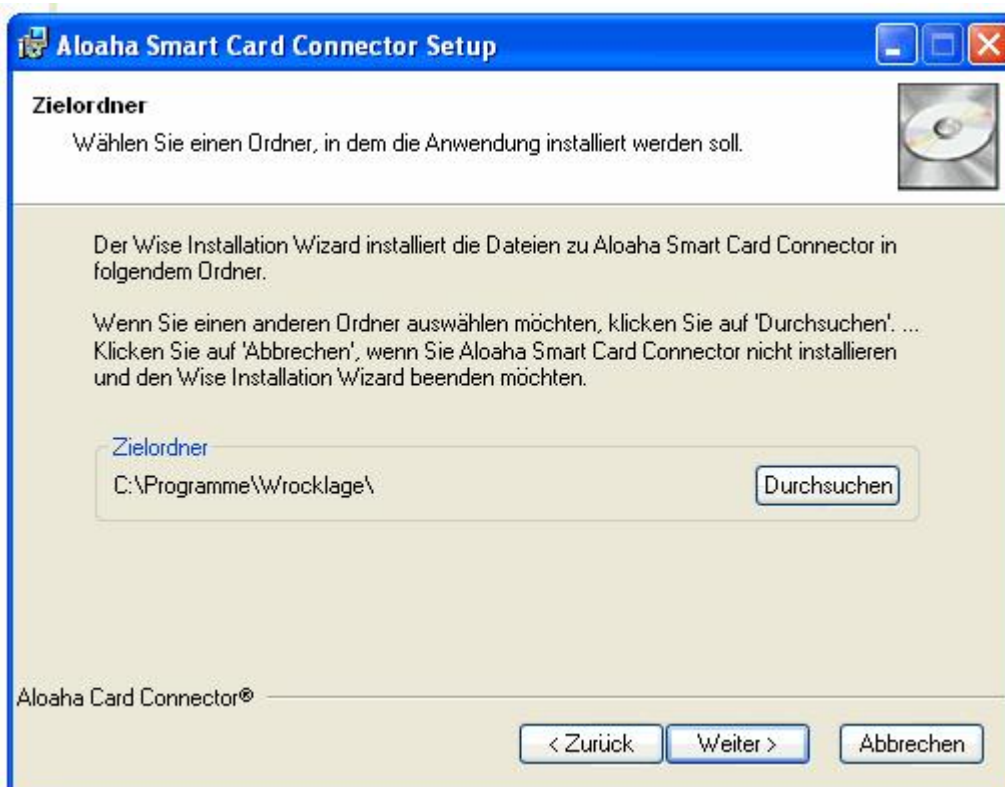 Aloaha Smart Card Connector Setup
Zielordner
Wählen Sie einen Ordner, in dem die Anwendung installiert werden soll.
Der Wise Installation Wizard installiert die Dateien zu Aloaha Smart Card Connector in
folgendem Ordner.
Wenn Sie einen anderen Ordner auswählen möchten, klicken Sie auf 'Durchsuchen'. ...
Klicken Sie auf 'Abbrechen', wenn Sie Aloaha Smart Card Connector nicht installieren
und den Wise Installation Wizard beenden möchten.
Zielordner
C:\Programme\Wrocklage\
Durchsuchen
Aloaha Card Connector®
< Zurück
Weiter >
Abbrechen